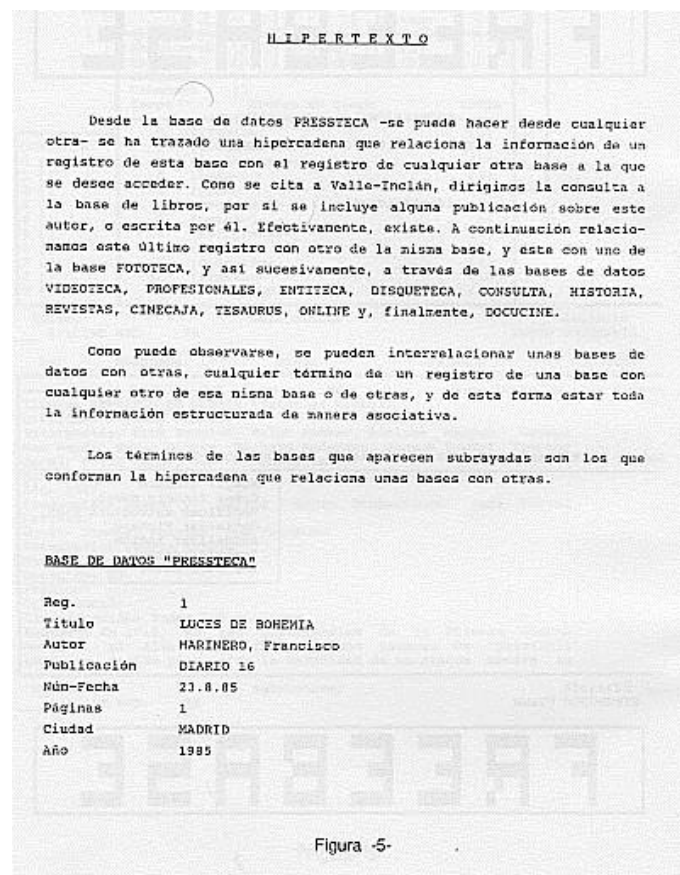 H I P E R T E X T O
Desde la base de datos PRESSTECA -se puede hacer desde cualquier
otra- se ha trazado una hipercadena que relaciona la información de un
registro de esta base con el registro de cualquier otra base a la que
se desee acceder. Como se cita a Valle-Inclán, dirigimos la consulta a
la base de libros, por si se incluye alguna publicación sobre este
autor, o escrita por él. Efectivamente, existe. A continuación relacio-
namos este último registro con otro de la misma base, y este con uno de
la base FOTOTECA, y así sucesivamente, a través de las bases de datos
VIDEOTECA, PROFESIONALES, ENTITECA, DISQUETECA, CONSULTA, HISTORIA,
REVISTAS, CINECAJA, TESAURUS, ONLINE y, finalmente, DOCUCINE.
Como puede observarse, se pueden interrelacionar unas bases de
datos con otras, cualquier término de un registro de una base con
cualquier otro de esa misma base o de otras, y de esta forma estar toda
la información estructurada de manera asociativa.
Los términos de las bases que aparecen subrayadas son los que
conforman la hipercadena que relaciona unas bases con otras.
BASE DE DATOS "PRESSTECA"
Reg. 1
Título LUCES DE BOHEMIA
Autor MARINERO, Francisco
Publicación DIARIO 16
Núm-Fecha 23.8.85
Páginas 1
Ciudad MADRID
Año 1985
Figura -5-